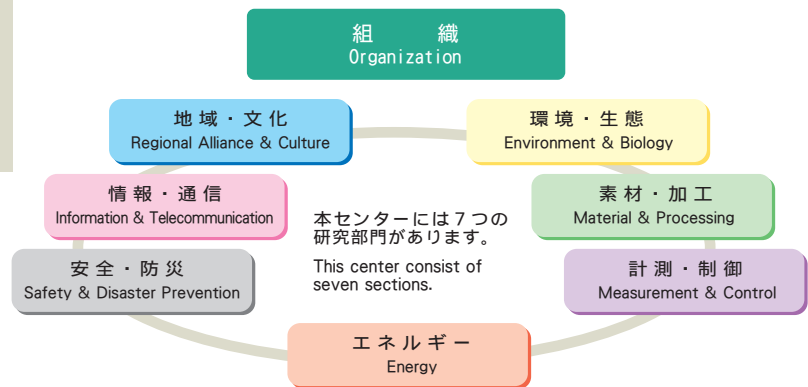 組織
Organization
地域・文化
Regional Alliance & Culture
環境・生態
Environment & Biology
情報・通信
Information & Telecommunication
素材・加工
Material & Processing
本センターには７つの
研究部門があります。
This center consist of
seven sections.
安全・防災
Safety & Disaster Prevention
計測・制御
Measurement & Control
エネルギー
Energy